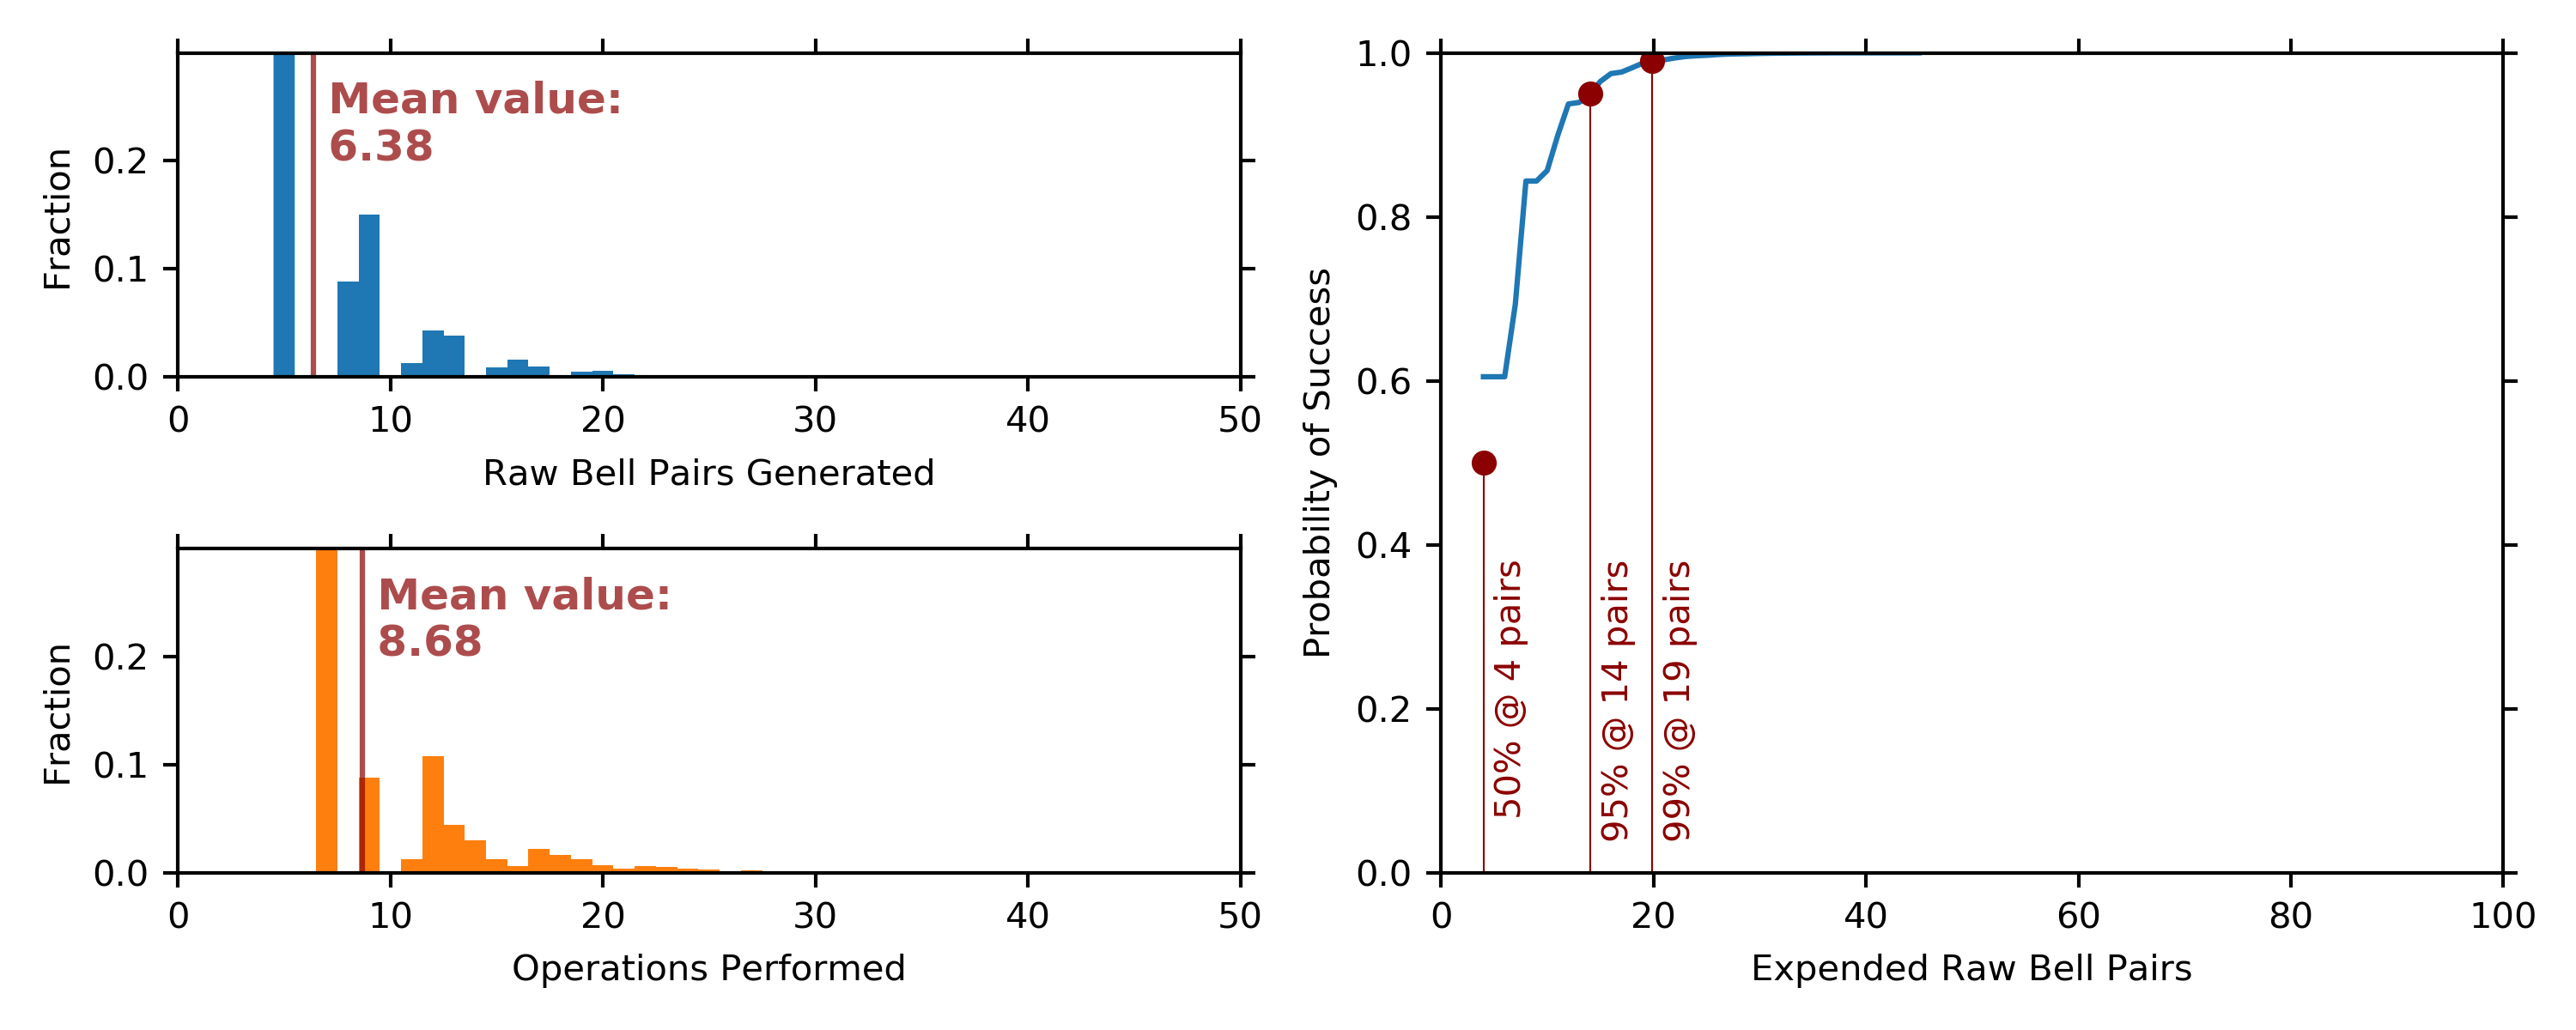 Fraction
0.2
0.1
0.0
Mean value:
6.38
0 10 20 30 40 50
Raw Bell Pairs Generated
Fraction
0.2
0.1
0.0
Mean value:
8.68
0 10 20 30 40 50
Operations Performed
Probability of Success
1.0
0.8
0.6
0.4
0.2
0.0
50% @ 4 pairs
95% @ 14 pairs
99% @ 19 pairs
0 20 40 60 80 100
Expended Raw Bell Pairs